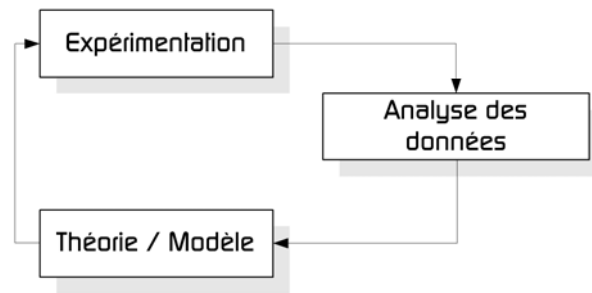 Expérimentation
Analyse des
données
Théorie / Modèle